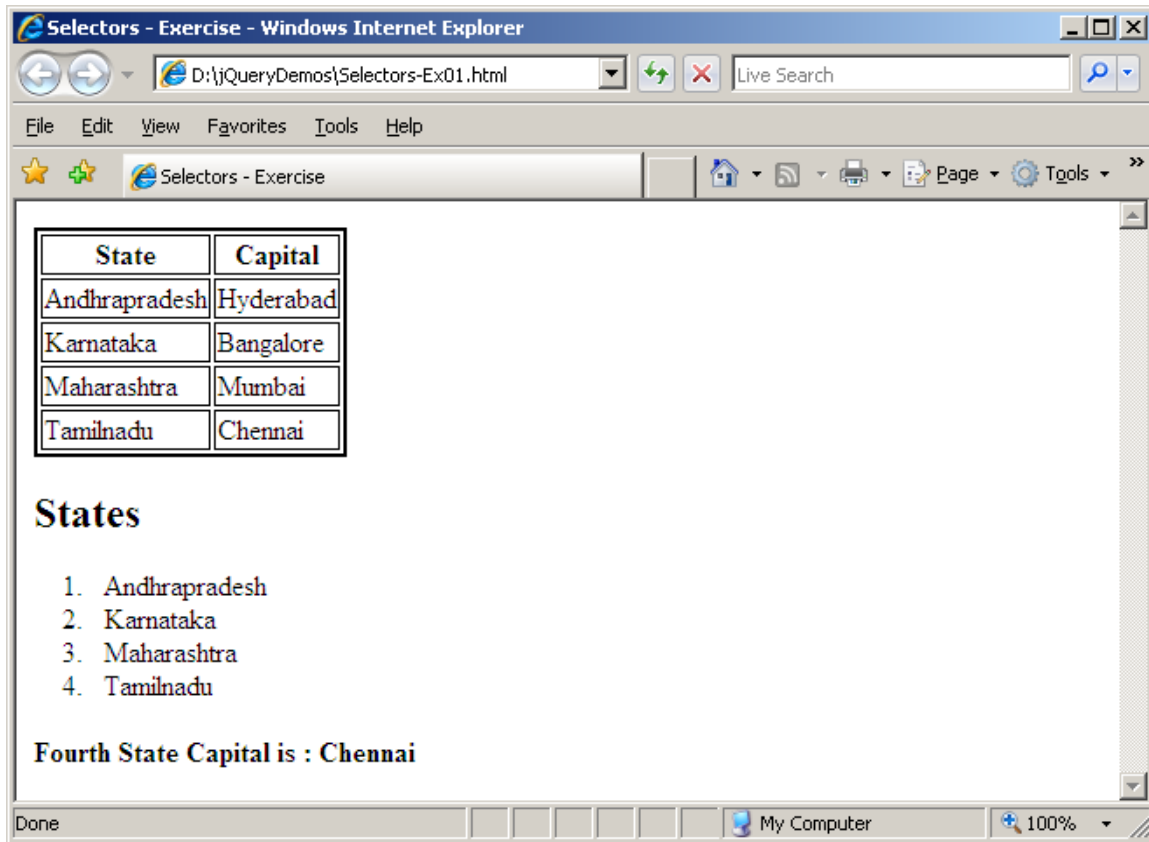 Selectors - Exercise - Windows Internet Explorer
D:\jQueryDemos\Selectors-Ex01.html
Live Search
File Edit View Favorites Tools Help
Selectors - Exercise
Page Tools »
State Capital
Andhrapradesh Hyderabad
Karnataka Bangalore
Maharashtra Mumbai
Tamilnadu Chennai
States
1. Andhrapradesh
2. Karnataka
3. Maharashtra
4. Tamilnadu
Fourth State Capital is : Chennai
Done My Computer 100%